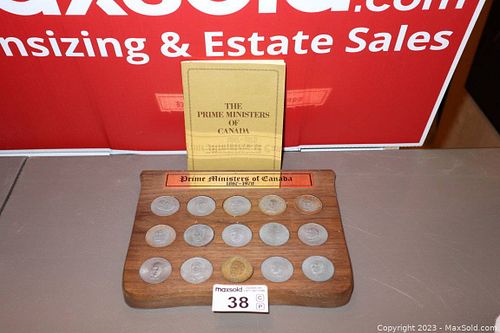 maxsold.com
nsizing & Estate Sales
THE
PRIME MINISTERS
OF
CANADA
Prime Ministers of Canada
1867-1970
maxsold
38
C
P
Copyright 2023 - MaxSold.com